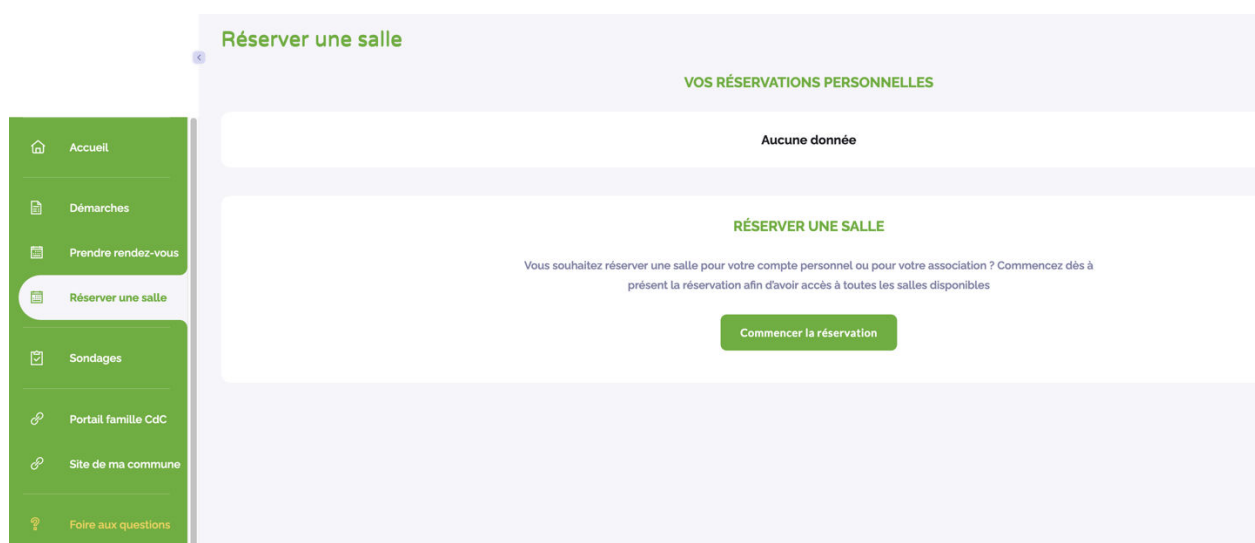 Réserver une salle
VOS RÉSERVATIONS PERSONNELLES
Aucune donnée
Accueil
Démarches
Prendre rendez-vous
Réserver une salle
Sondages
Portail famille CdC
Site de ma commune
Foire aux questions
RÉSERVER UNE SALLE
Vous souhaitez réserver une salle pour votre compte personnel ou pour votre association ? Commencez dès à
présent la réservation afin d'avoir accès à toutes les salles disponibles
Commencer la réservation